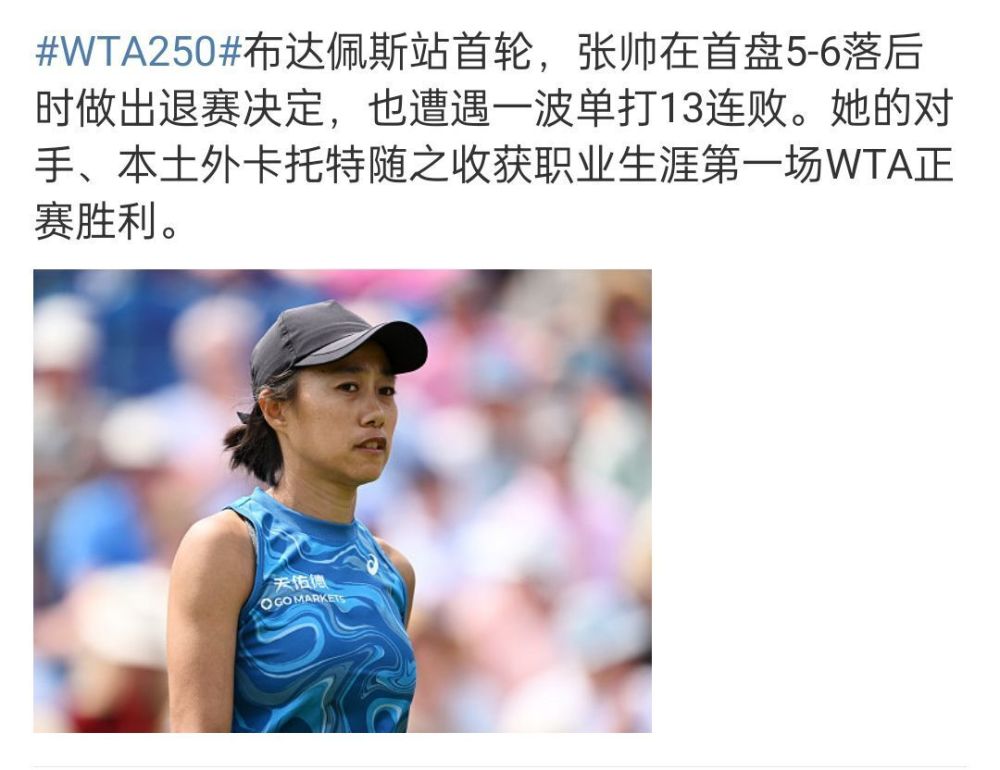 #WTA250#布达佩斯站首轮，张帅在首盘5-6落后
时做出退赛决定，也遭遇一波单打13连败。她的对
手、本土外卡托特随之收获职业生涯第一场WTA正
赛胜利。
天佑德
GO MARKETS